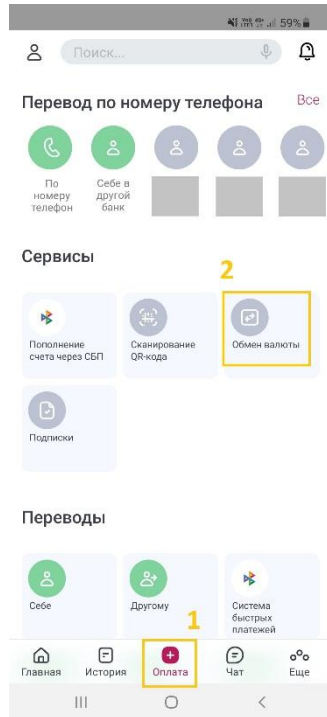 59%
Поиск...
Перевод по номеру телефона Все
По
номеру
телефон
Себе в
другой
банк
Сервисы
2
Пополнение
счета через СБП
Сканирование
QR-кода
Обмен валюты
Подписки
Переводы
Себе
Другому
Система
быстрых
платежей
1
Главная История Оплата Чат Еще